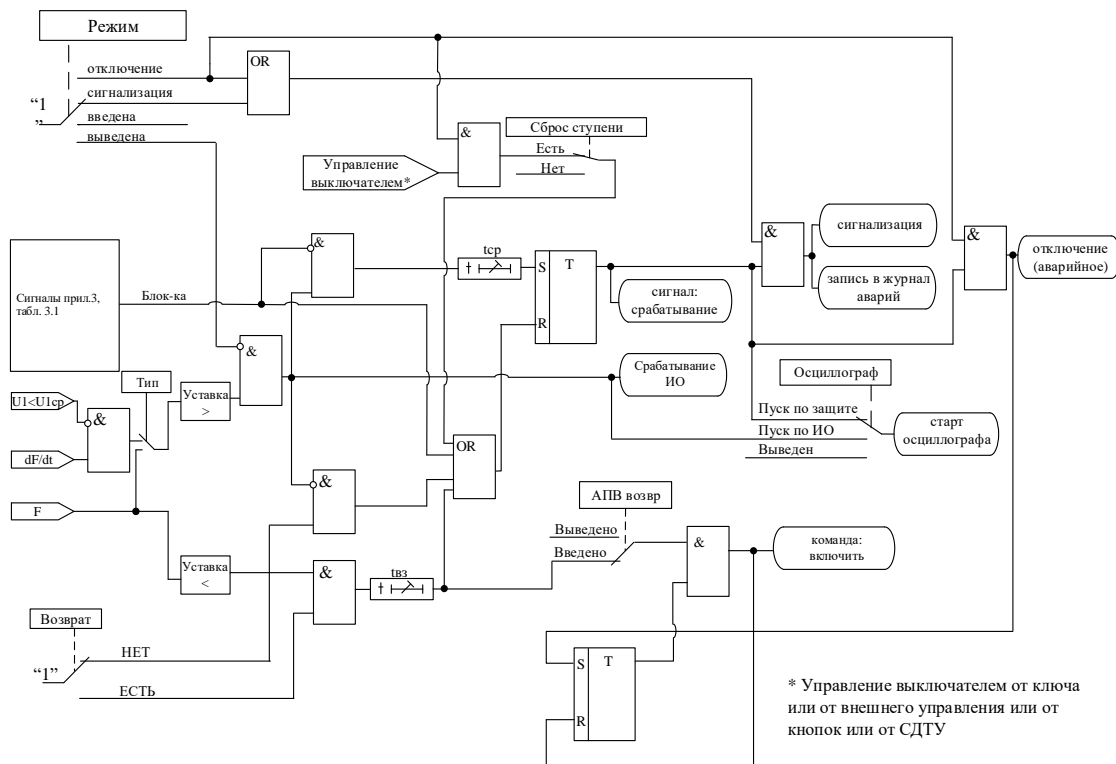 Режим
OR
отключение
сигнализация
“1
”
введена
выведена
&
Сброс ступени
Есть
Нет
Управление
выключателем*
Сигналы прил.3,
табл. 3.1
Блок-ка
&
tср
S
T
R
сигнал:
срабатывание
&
сигнализация
запись в журнал
аварий
&
отключение
(аварийное)
&
Срабатывание
ИО
Осциллограф
Пуск по защите
Пуск по ИО
Выведен
старт
осциллографа
U1<U1ср
&
Тип
Уставка
>
dF/dt
F
OR
&
Уставка
<
&
tвз
АПВ возвр
Выведено
Введено
&
команда:
включить
Возврат
“1”
НЕТ
ЕСТЬ
S
T
R
* Управление выключателем от ключа
или от внешнего управления или от
кнопок или от СДТУ